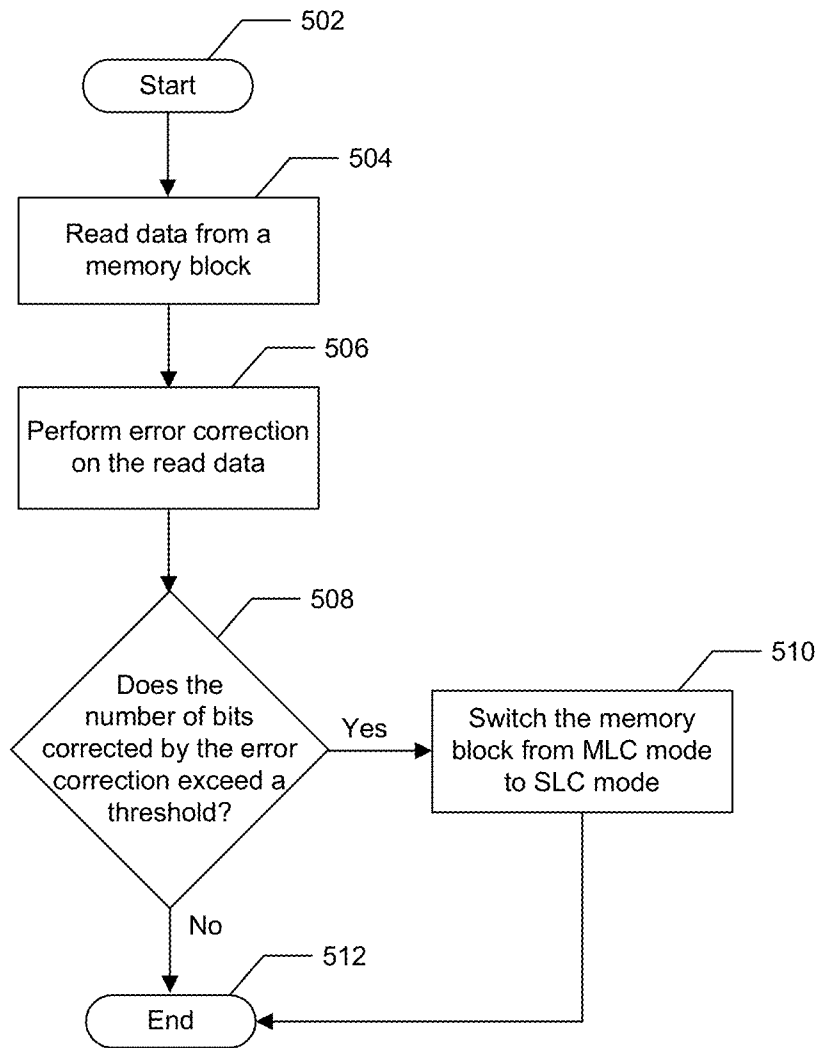 502
Start
504
Read data from a
memory block
506
Perform error correction
on the read data
508
Does the
number of bits
corrected by the error
correction exceed a
threshold?
Yes
510
Switch the memory
block from MLC mode
to SLC mode
No
512
End